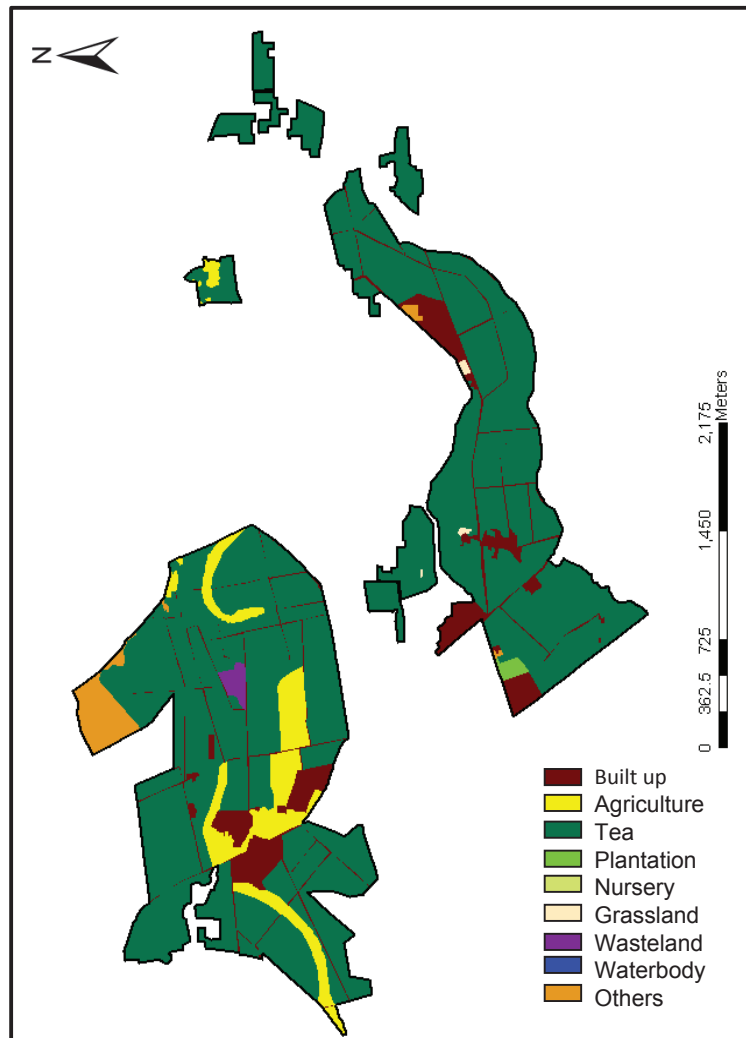 N
0 362.5 725 1,450 2,175
Meters
Built up
Agriculture
Tea
Plantation
Nursery
Grassland
Wasteland
Waterbody
Others